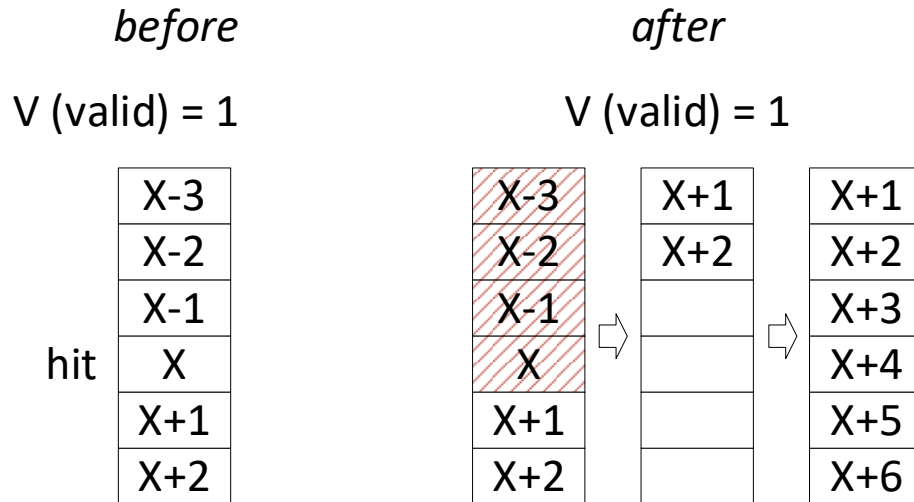 before
after
V (valid) = 1
V (valid) = 1
X-3
X-2
X-1
hit X
X+1
X+2
X-3
X-2
X-1
X
X+1
X+2
X+1
X+2
X+1
X+2
X+3
X+4
X+5
X+6